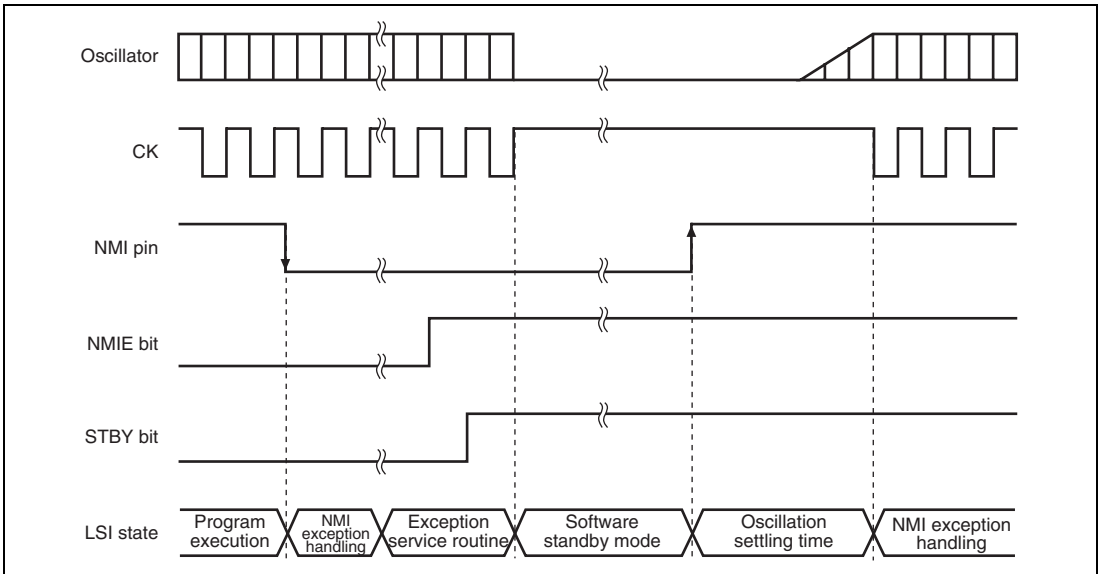 Oscillator
CK
NMI pin
NMIE bit
STBY bit
LSI state
Program
execution
NMI
exception
handling
Exception
service routine
Software
standby mode
Oscillation
settling time
NMI exception
handling